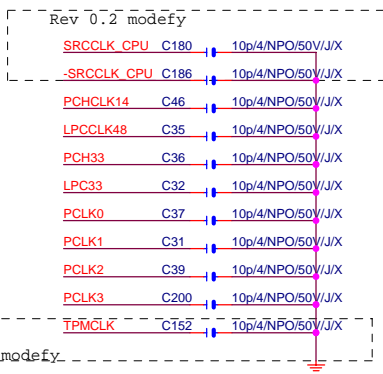 Rev 0.2 modefy
SRCCLK_CPU C180 10p/4/NPO/50V/J/X
-SRCCLK_CPU C186 10p/4/NPO/50V/J/X
PCHCLK14 C46 10p/4/NPO/50V/J/X
LPCCLK48 C35 10p/4/NPO/50V/J/X
PCH33 C36 10p/4/NPO/50V/J/X
LPC33 C32 10p/4/NPO/50V/J/X
PCLK0 C37 10p/4/NPO/50V/J/X
PCLK1 C31 10p/4/NPO/50V/J/X
PCLK2 C39 10p/4/NPO/50V/J/X
PCLK3 C200 10p/4/NPO/50V/J/X
TPMCLK C152 10p/4/NPO/50V/J/X
modefy